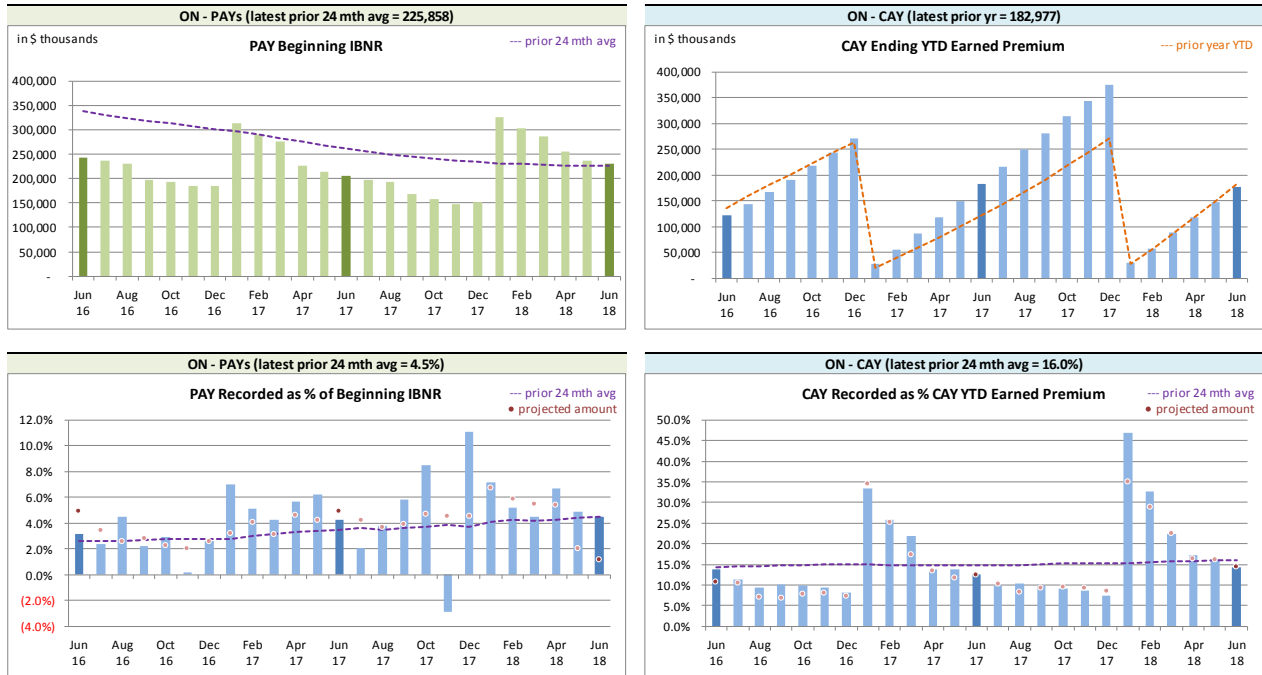 ON - PAYs (latest prior 24 mth avg = 225,858)
in $ thousands
PAY Beginning IBNR
--- prior 24 mth avg
400,000
350,000
300,000
250,000
200,000
150,000
100,000
50,000
-
Jun Aug Oct Dec Feb Apr Jun Aug Oct Dec Feb Apr Jun
16 16 16 16 17 17 17 17 17 17 18 18 18
ON - CAY (latest prior yr = 182,977)
in $ thousands
CAY Ending YTD Earned Premium
--- prior year YTD
400,000
350,000
300,000
250,000
200,000
150,000
100,000
50,000
-
Jun Aug Oct Dec Feb Apr Jun Aug Oct Dec Feb Apr Jun
16 16 16 16 17 17 17 17 17 17 18 18 18
ON - PAYs (latest prior 24 mth avg = 4.5%)
PAY Recorded as % of Beginning IBNR
--- prior 24 mth avg
• projected amount
12.0%
10.0%
8.0%
6.0%
4.0%
2.0%
0.0%
(2.0%)
(4.0%)
Jun Aug Oct Dec Feb Apr Jun Aug Oct Dec Feb Apr Jun
16 16 16 16 17 17 17 17 17 17 18 18 18
ON - CAY (latest prior 24 mth avg = 16.0%)
CAY Recorded as % CAY YTD Earned Premium
--- prior 24 mth avg
• projected amount
50.0%
45.0%
40.0%
35.0%
30.0%
25.0%
20.0%
15.0%
10.0%
5.0%
0.0%
Jun Aug Oct Dec Feb Apr Jun Aug Oct Dec Feb Apr Jun
16 16 16 16 17 17 17 17 17 17 18 18 18